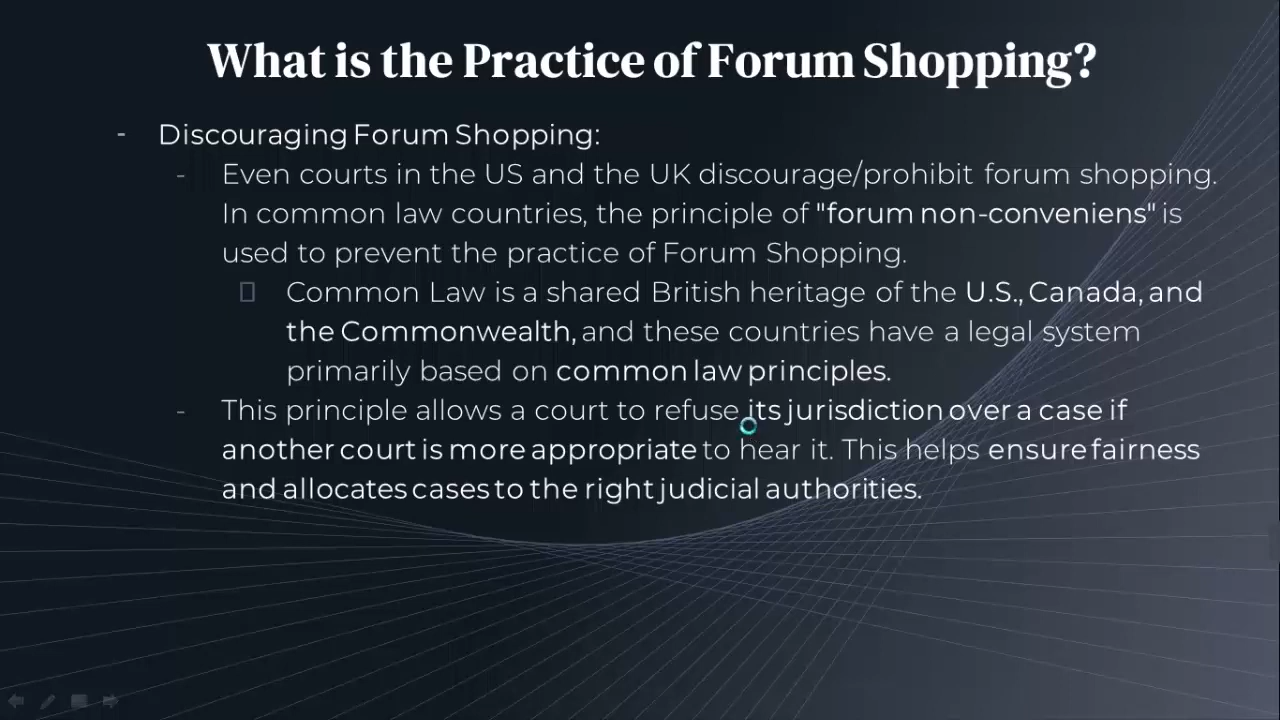 What is the Practice of Forum Shopping?
- Discouraging Forum Shopping:
- Even courts in the US and the UK discourage/prohibit forum shopping.
In common law countries, the principle of "forum non-conveniens" is
used to prevent the practice of Forum Shopping.
Common Law is a shared British heritage of the U.S., Canada, and
the Commonwealth, and these countries have a legal system
primarily based on common law principles.
- This principle allows a court to refuse its jurisdiction over a case if
another court is more appropriate to hear it. This helps ensure fairness
and allocates cases to the right judicial authorities.